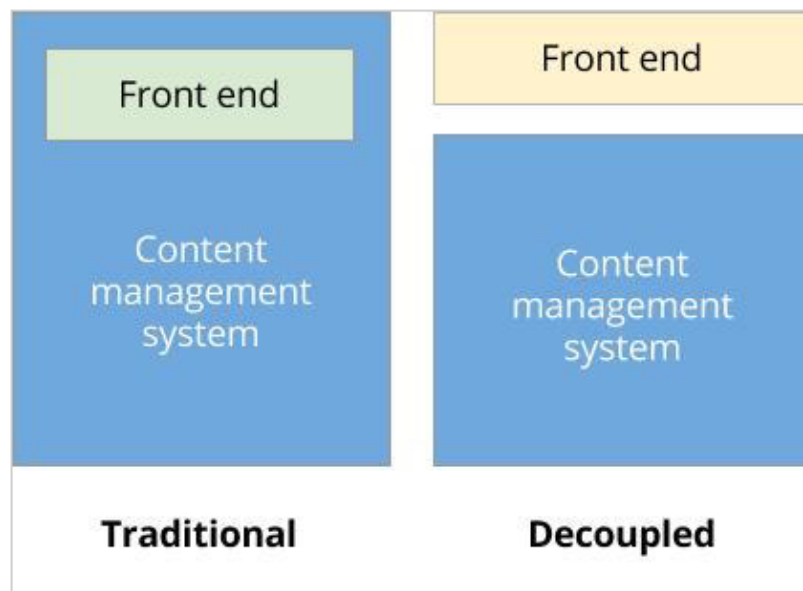 Front end
Content
management
system
Traditional
Front end
Content
management
system
Decoupled